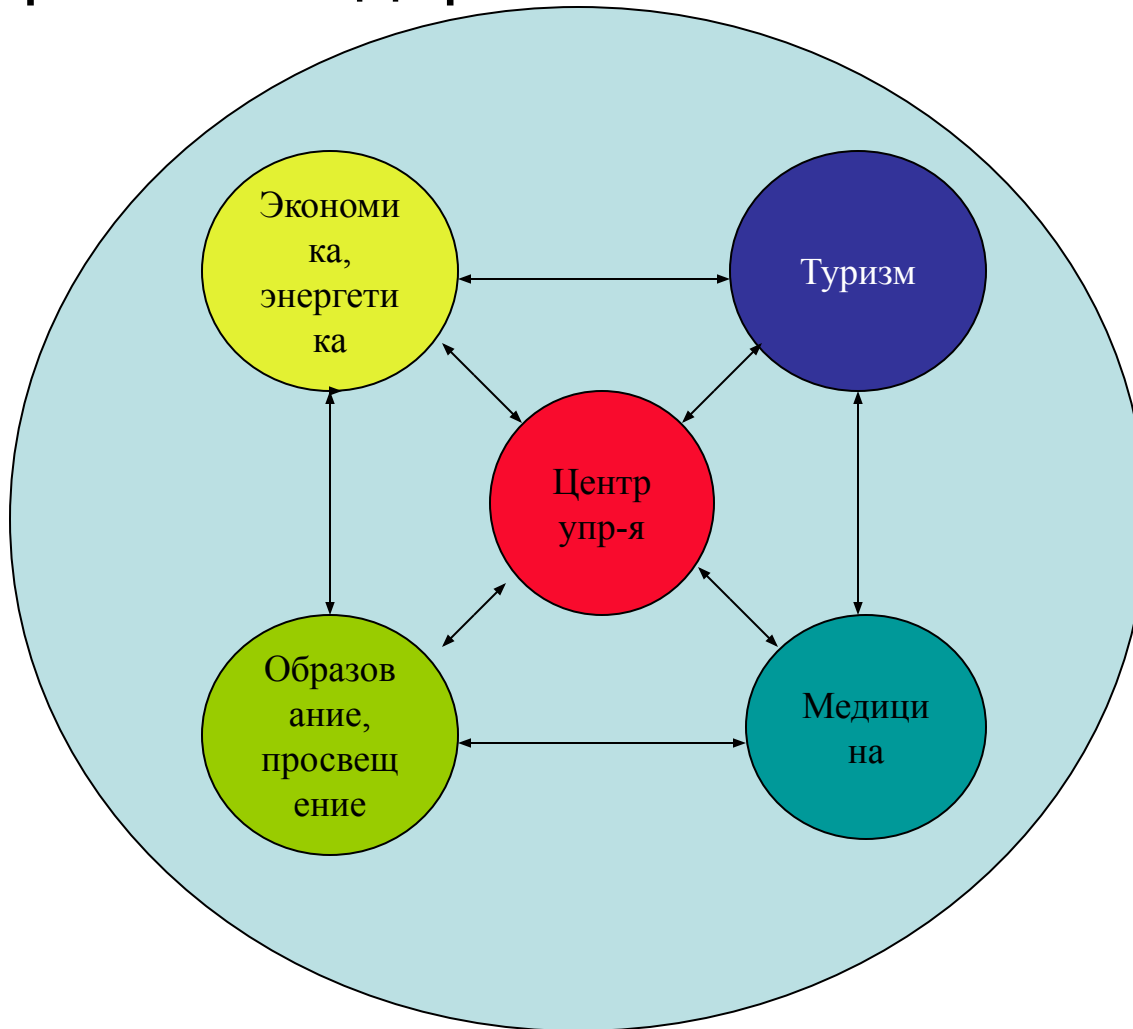 Экономи
ка,
энергети
ка
Туризм
Центр
упр-я
Образов
ание,
просвещ
ение
Медици
на